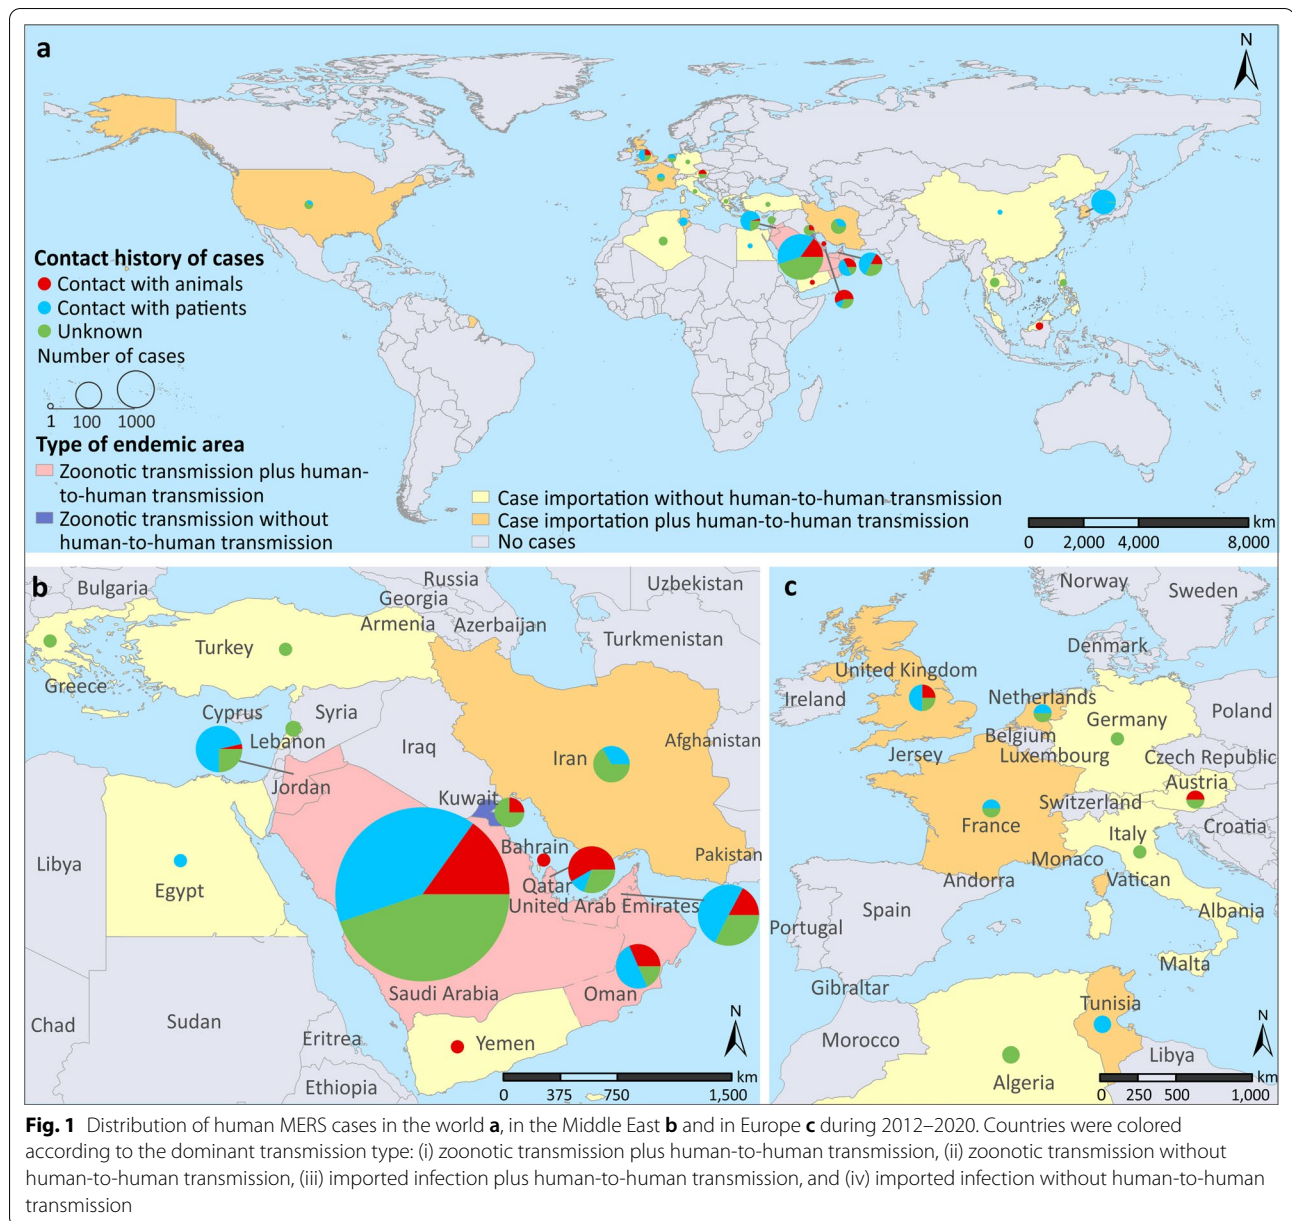 a
N
Contact history of cases
Contact with animals
Contact with patients
Unknown
Number of cases
1 100 1000
Type of endemic area
Zoonotic transmission plus human-
to-human transmission
Zoonotic transmission without
human-to-human transmission
Case importation without human-to-human transmission
Case importation plus human-to-human transmission
No cases
km
0 2,000 4,000 8,000
b
Bulgaria
Russia
Georgia
Uzbekistan
Armenia
Azerbaijan
Turkmenistan
Turkey
Greece
Cyprus
Syria
Lebanon
Iraq
Iran
Afghanistan
Jordan
Kuwait
Libya
Egypt
Bahrain
Pakistan
Qatar
United Arab Emirates
Saudi Arabia
Oman
Chad
Sudan
Eritrea
Yemen
Ethiopia
N
km
0 375 750 1,500
c
Norway
Sweden
Denmark
United Kingdom
Ireland
Netherlands
Germany
Poland
Belgium
Jersey
Luxembourg
Czech Republic
Austria
Switzerland
France
Italy
Croatia
Monaco
Andorra
Vatican
Spain
Albania
Portugal
Malta
Gibraltar
Tunisia
Morocco
Libya
Algeria
N
km
0 250 500 1,000
Fig. 1 Distribution of human MERS cases in the world a, in the Middle East b and in Europe c during 2012–2020. Countries were colored
according to the dominant transmission type: (i) zoonotic transmission plus human-to-human transmission, (ii) zoonotic transmission without
human-to-human transmission, (iii) imported infection plus human-to-human transmission, and (iv) imported infection without human-to-human
transmission